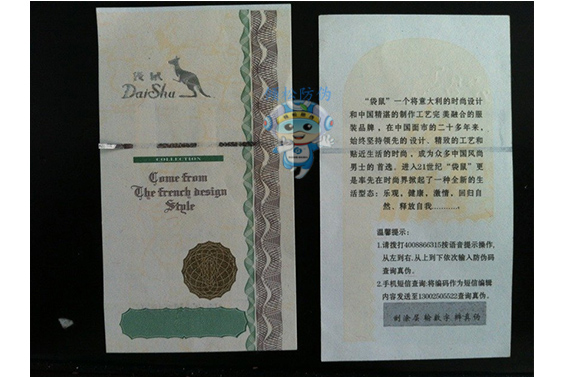 袋鼠
DaiShu
COLLECTION
Come from
The french design
Style
“袋鼠”一个将意大利的时尚设计
和中国精湛的制作工艺完美融合的服
装品牌，在中国面市的二十多年来，
始终坚持领先的设计、精致的工艺和
贴近生活的时尚，成为众多中国风尚
男士的首选。进入21世纪“袋鼠”更
是率先在时尚界掀起了一种全新的生
活型态：乐观，健康，激情，回归自
然、释放自我………。
温馨提示：
1.请拨打4008866315按语音提示操作,
从左到右,从上到下依次输入防伪码
查询真伪.
2.手机短信查询:将编码作为短信编辑
内容发送至13002505522查询真伪.
刮涂层 输数字 辨真伪
松防伪